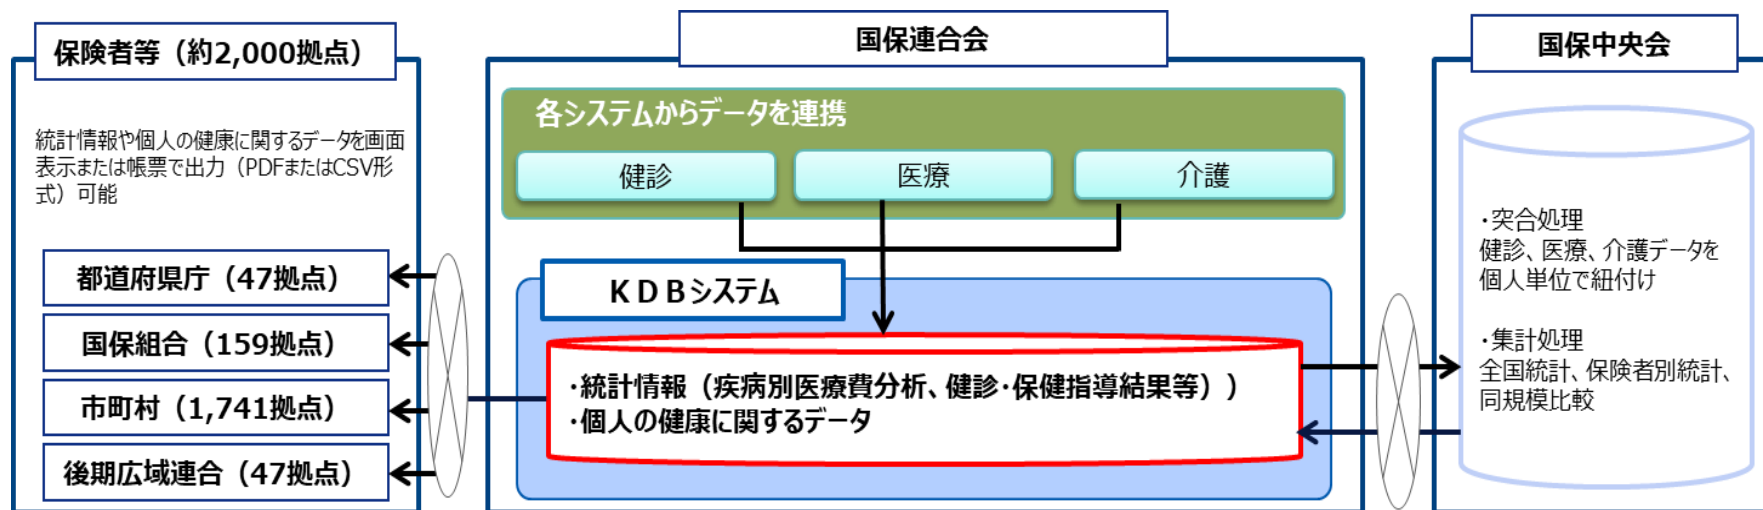 保険者等（約2,000拠点）
統計情報や個人の健康に関するデータを画面
表示または帳票で出力（PDFまたはCSV形
式）可能
都道府県庁（47拠点）
国保組合（159拠点）
市町村（1,741拠点）
後期広域連合（47拠点）
国保連合会
各システムからデータを連携
健診
医療
介護
ＫＤＢシステム
・統計情報（疾病別医療費分析、健診・保健指導結果等））
・個人の健康に関するデータ
国保中央会
・突合処理
健診、医療、介護データを
個人単位で紐付け
・集計処理
全国統計、保険者別統計、
同規模比較